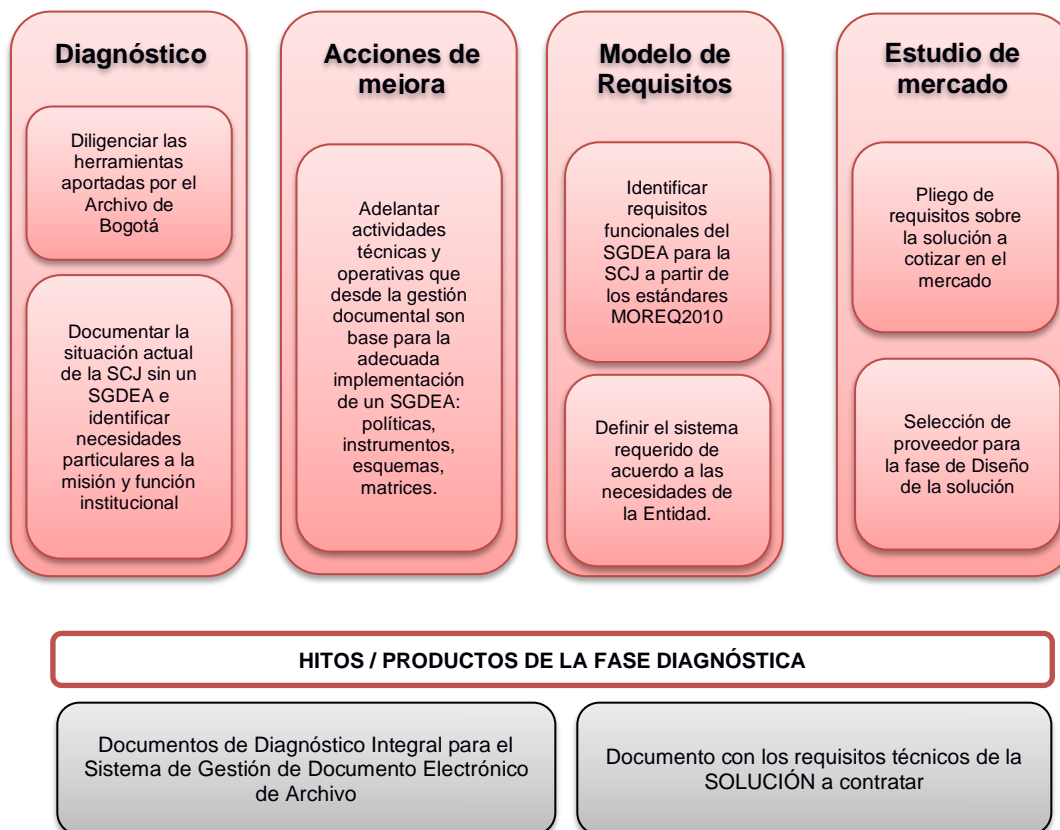 Diagnóstico
Diligenciar las
herramientas
aportadas por el
Archivo de
Bogotá
Documentar la
situación actual
de la SCJ sin un
SGDEA e
identificar
necesidades
particulares a la
misión y función
institucional
Acciones de
mejora
Adelantar
actividades
técnicas y
operativas que
desde la gestión
documental son
base para la
adecuada
implementación
de un SGDEA:
políticas,
instrumentos,
esquemas,
matrices.
Modelo de
Requisitos
Identificar
requisitos
funcionales del
SGDEA para la
SCJ a partir de
los estándares
MOREQ2010
Definir el sistema
requerido de
acuerdo a las
necesidades de
la Entidad.
Estudio de
mercado
Pliego de
requisitos sobre
la solución a
cotizar en el
mercado
Selección de
proveedor para
la fase de Diseño
de la solución
HITOS / PRODUCTOS DE LA FASE DIAGNÓSTICA
Documentos de Diagnóstico Integral para el
Sistema de Gestión de Documento Electrónico
de Archivo
Documento con los requisitos técnicos de la
SOLUCIÓN a contratar